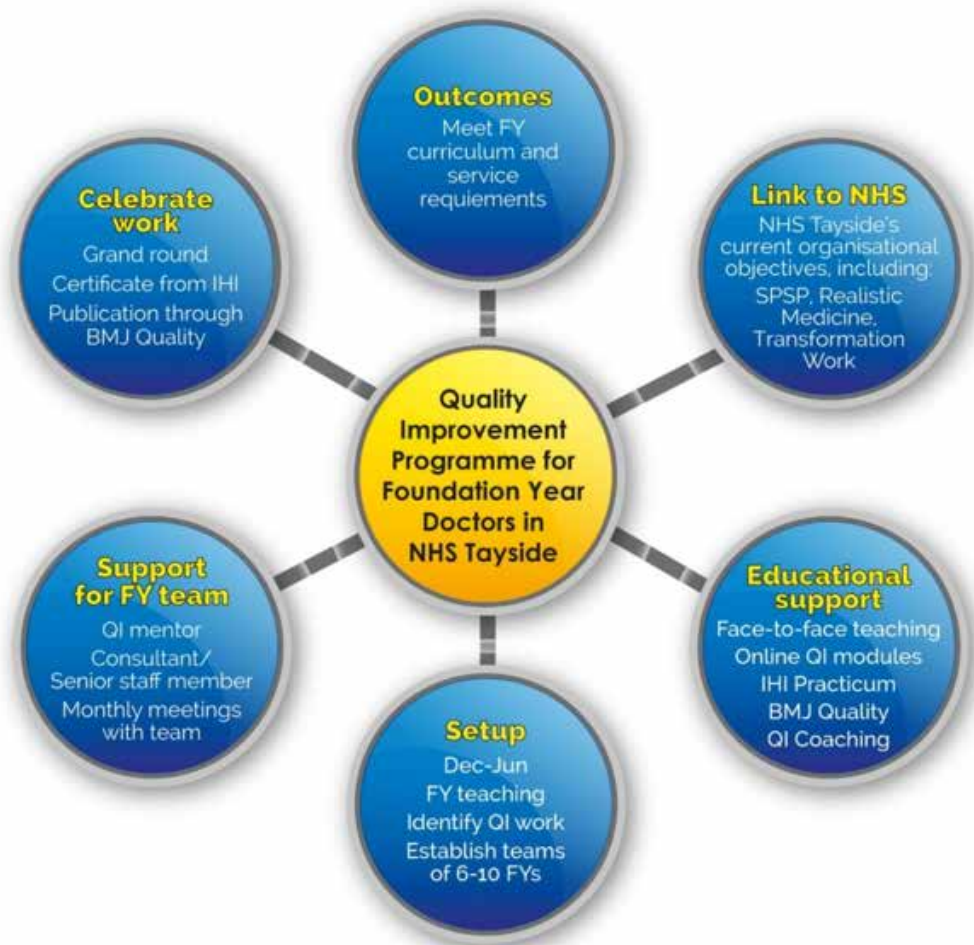 Outcomes
Meet FY
curriculum and
service
requiements
Celebrate
work
Grand round
Certificate from IHI
Publication through
BMJ Quality
Link to NHS
NHS Tayside's
current organisational
objectives, including:
SPSP, Realistic
Medicine,
Transformation
Work
Quality
Improvement
Programme for
Foundation Year
Doctors in
NHS Tayside
Support
for FY team
QI mentor
Consultant/
Senior staff member
Monthly meetings
with team
Educational
support
Face-to-face teaching
Online QI modules
IHI Practicum
BMJ Quality
QI Coaching
Setup
Dec-Jun
FY teaching
Identify QI work
Establish teams
of 6-10 FYs